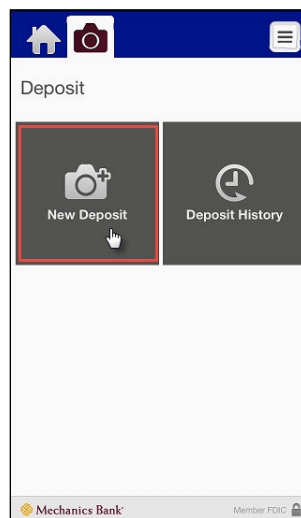 Deposit
New Deposit
Deposit History
Mechanics Bank
Member FDIC